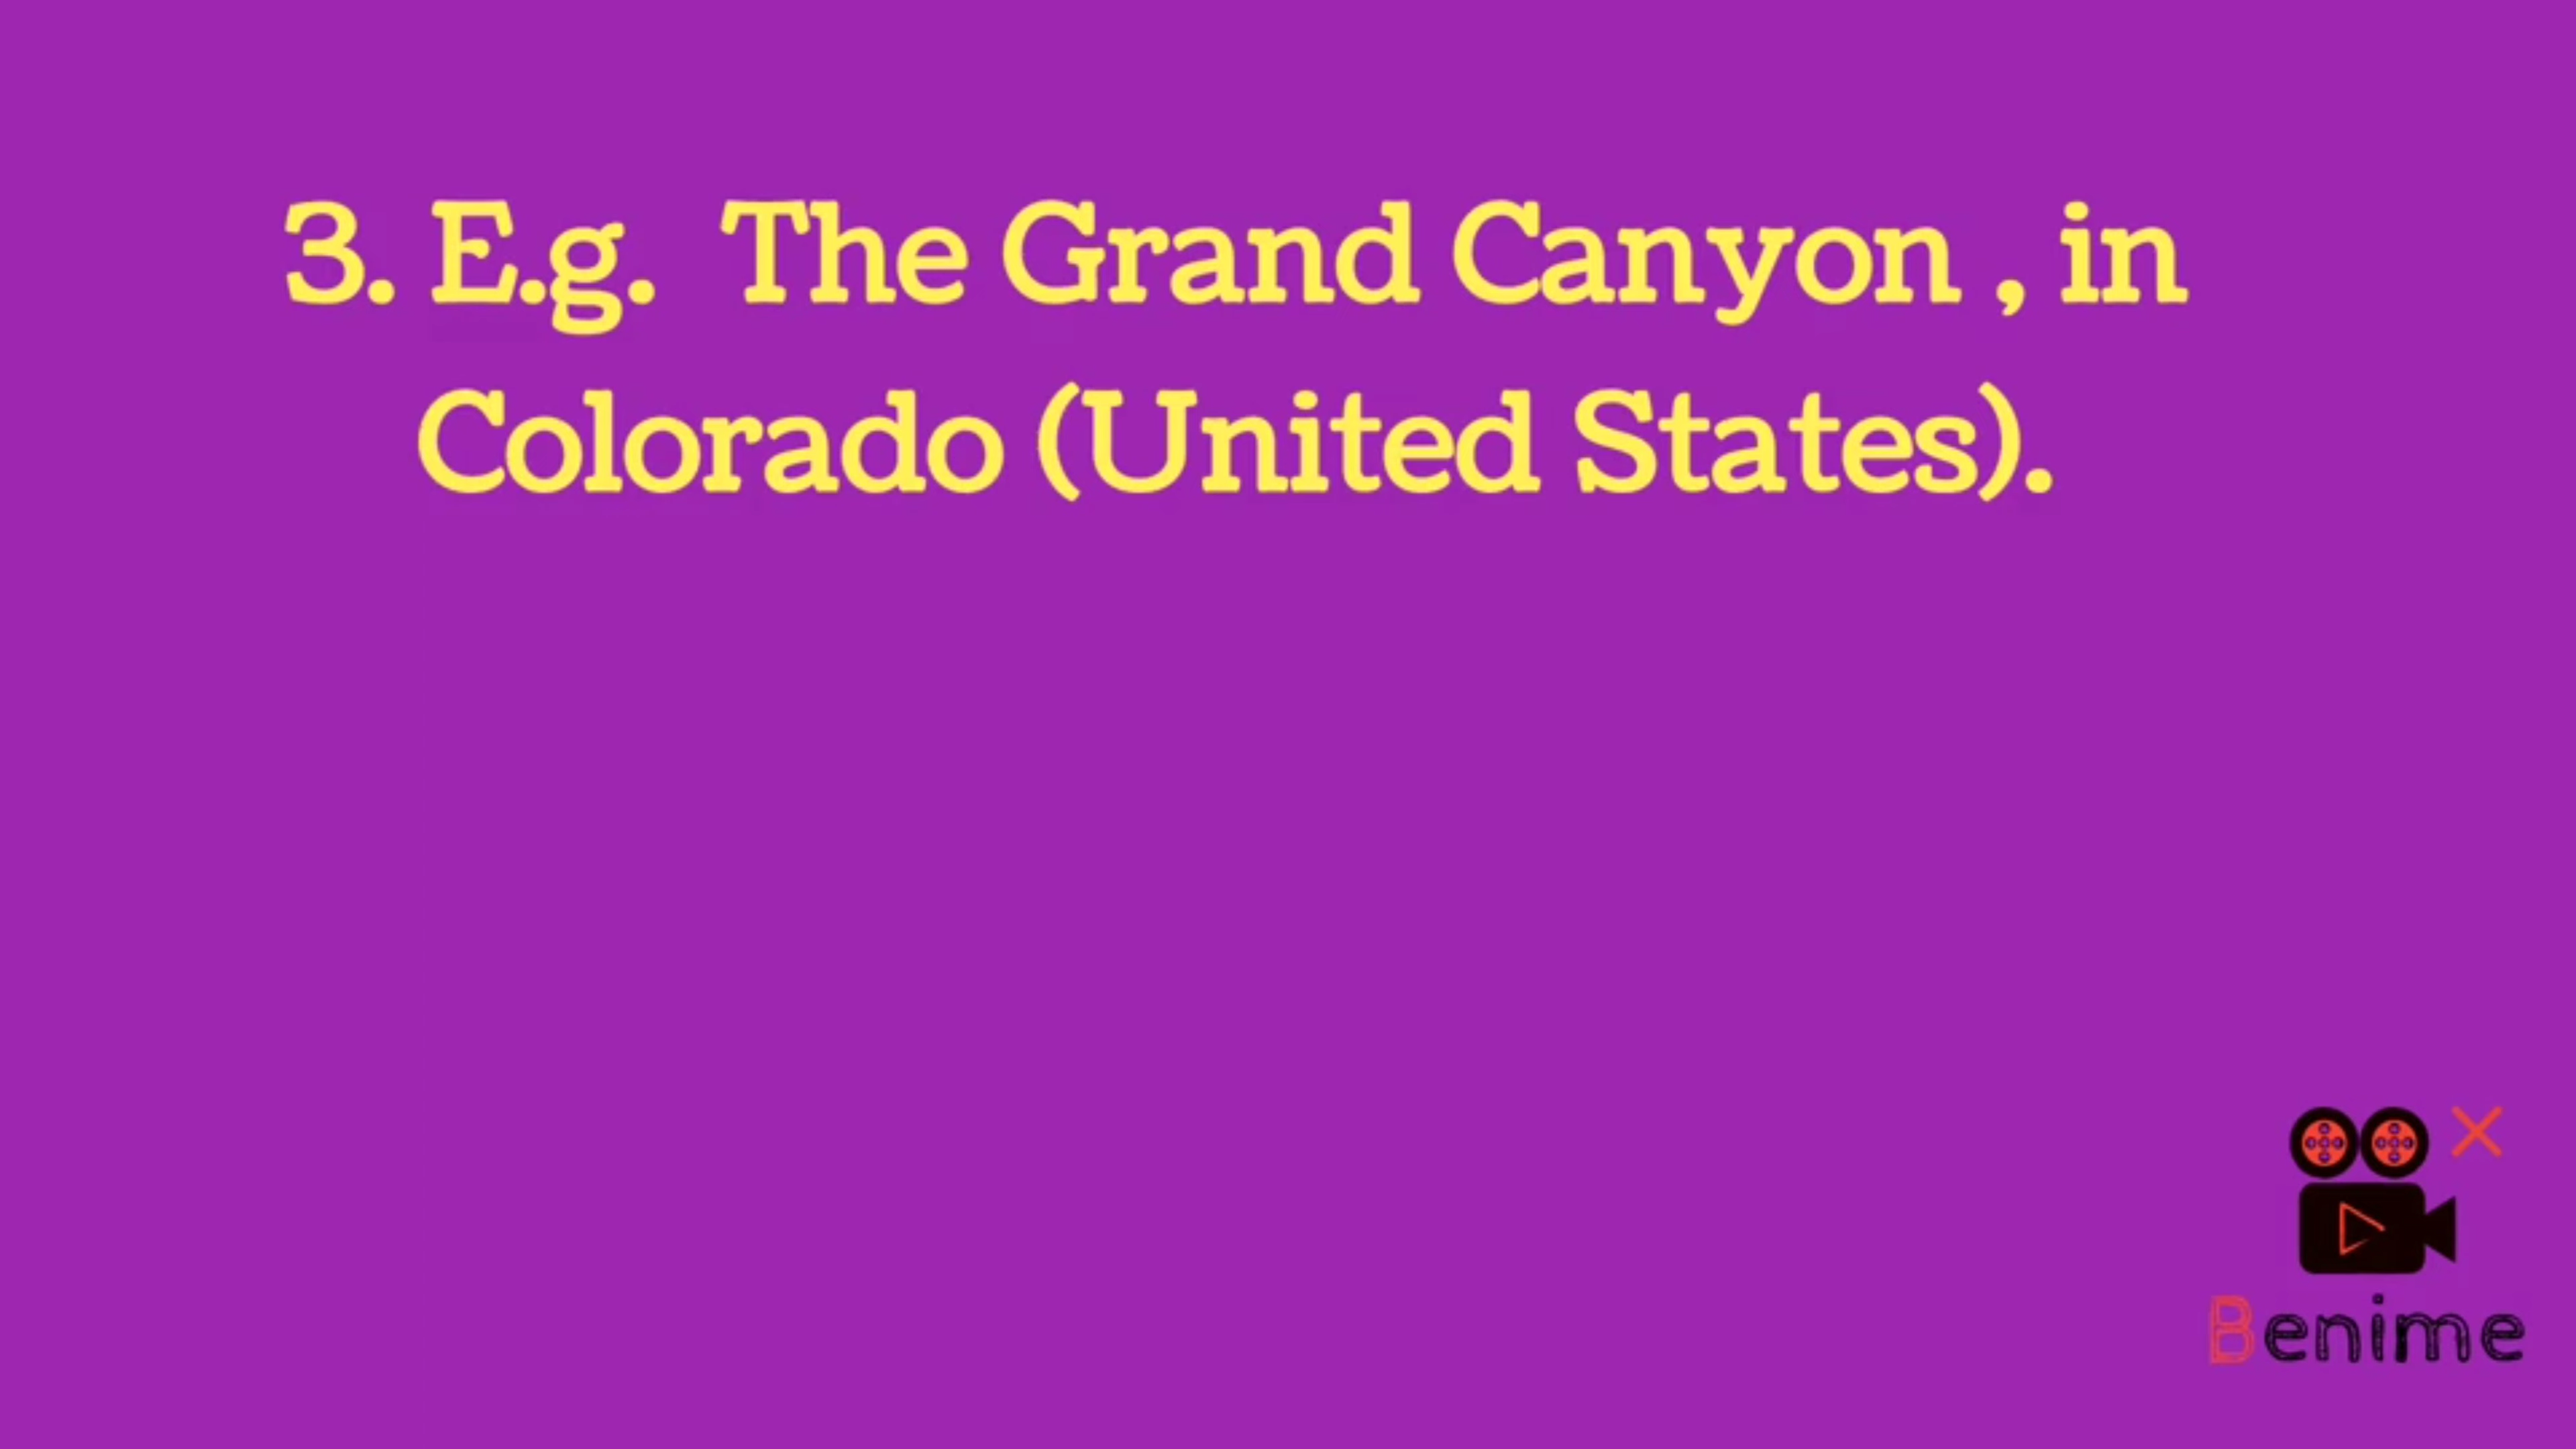 3. E.g.  The Grand Canyon , in
Colorado (United States).
Benime